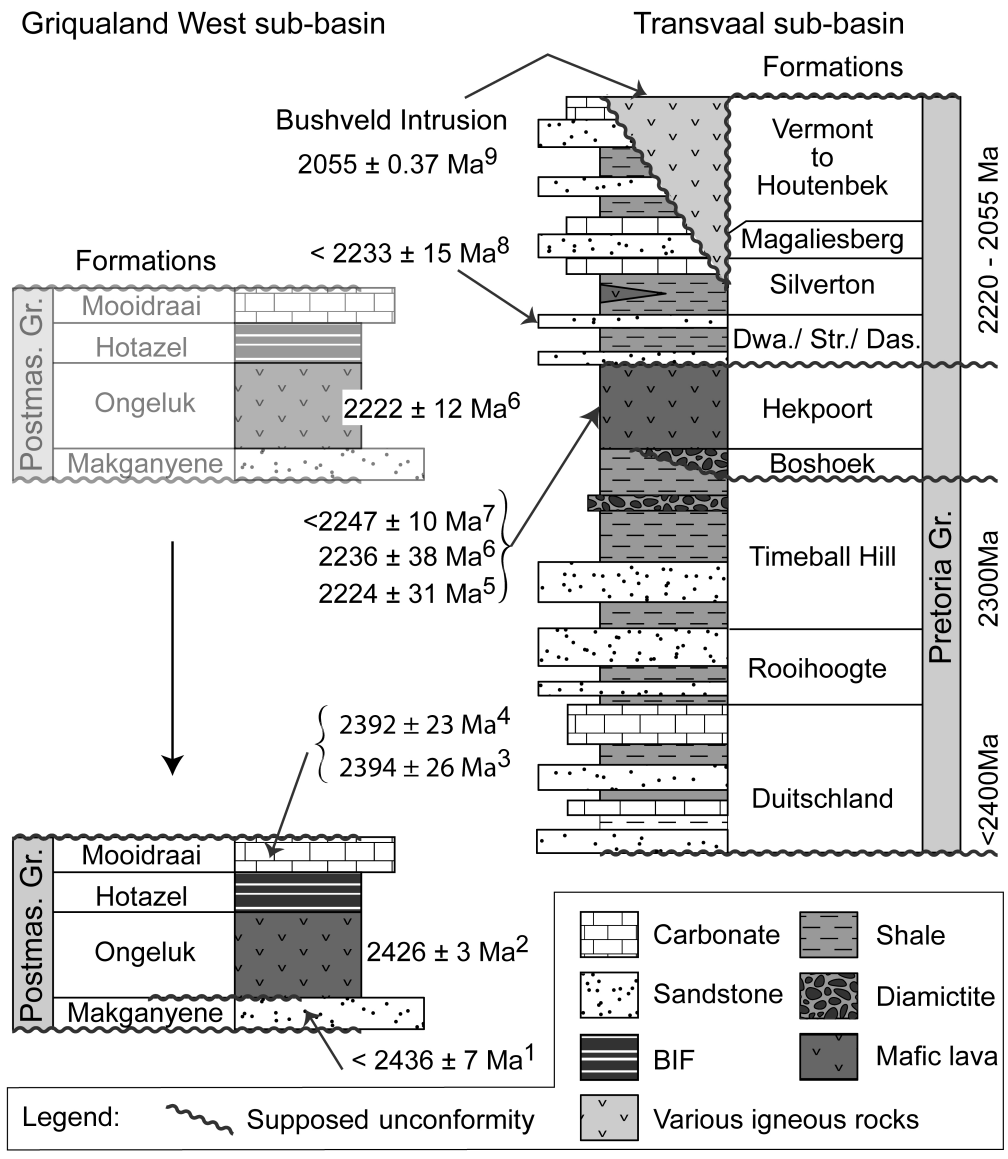 Griqualand West sub-basin
Transvaal sub-basin
Formations
Bushveld Intrusion
2055 ± 0.37 Ma9
Vermont
to
Houtenbek
Magaliesberg
< 2233 ± 15 Ma8
Silverton
Dwa./ Str./ Das.
2220 - 2055 Ma
Formations
Postmas. Gr.
Mooidraai
Hotazel
Ongeluk
2222 ± 12 Ma6
Makganyene
Hekpoort
Boshoek
<2247 ± 10 Ma7
2236 ± 38 Ma6
2224 ± 31 Ma5
Timeball Hill
2300Ma
Pretoria Gr.
Rooihoogte
2392 ± 23 Ma4
2394 ± 26 Ma3
Duitschland
<2400Ma
Postmas. Gr.
Mooidraai
Hotazel
Ongeluk
2426 ± 3 Ma2
Makganyene
< 2436 ± 7 Ma1
Carbonate
Shale
Sandstone
Diamictite
BIF
Mafic lava
Legend:
Supposed unconformity
Various igneous rocks